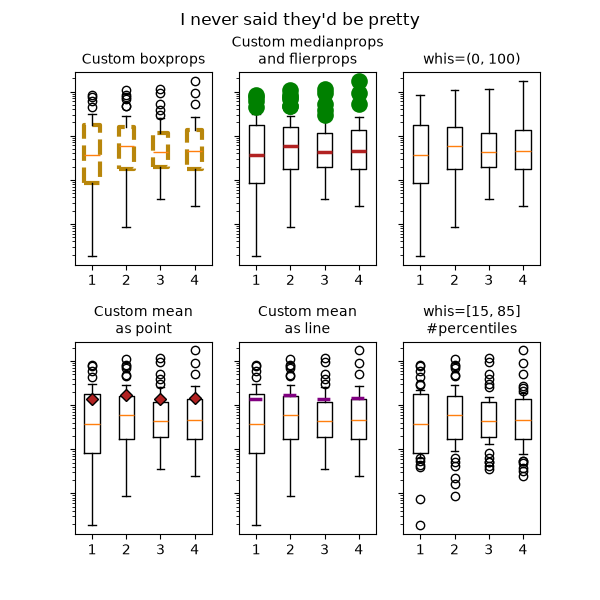 I never said they'd be pretty
Custom boxprops
Custom medianprops
and flierprops
whis=(0, 100)
1 2 3 4
1 2 3 4
1 2 3 4
Custom mean
as point
Custom mean
as line
whis=[15, 85]
#percentiles
1 2 3 4
1 2 3 4
1 2 3 4